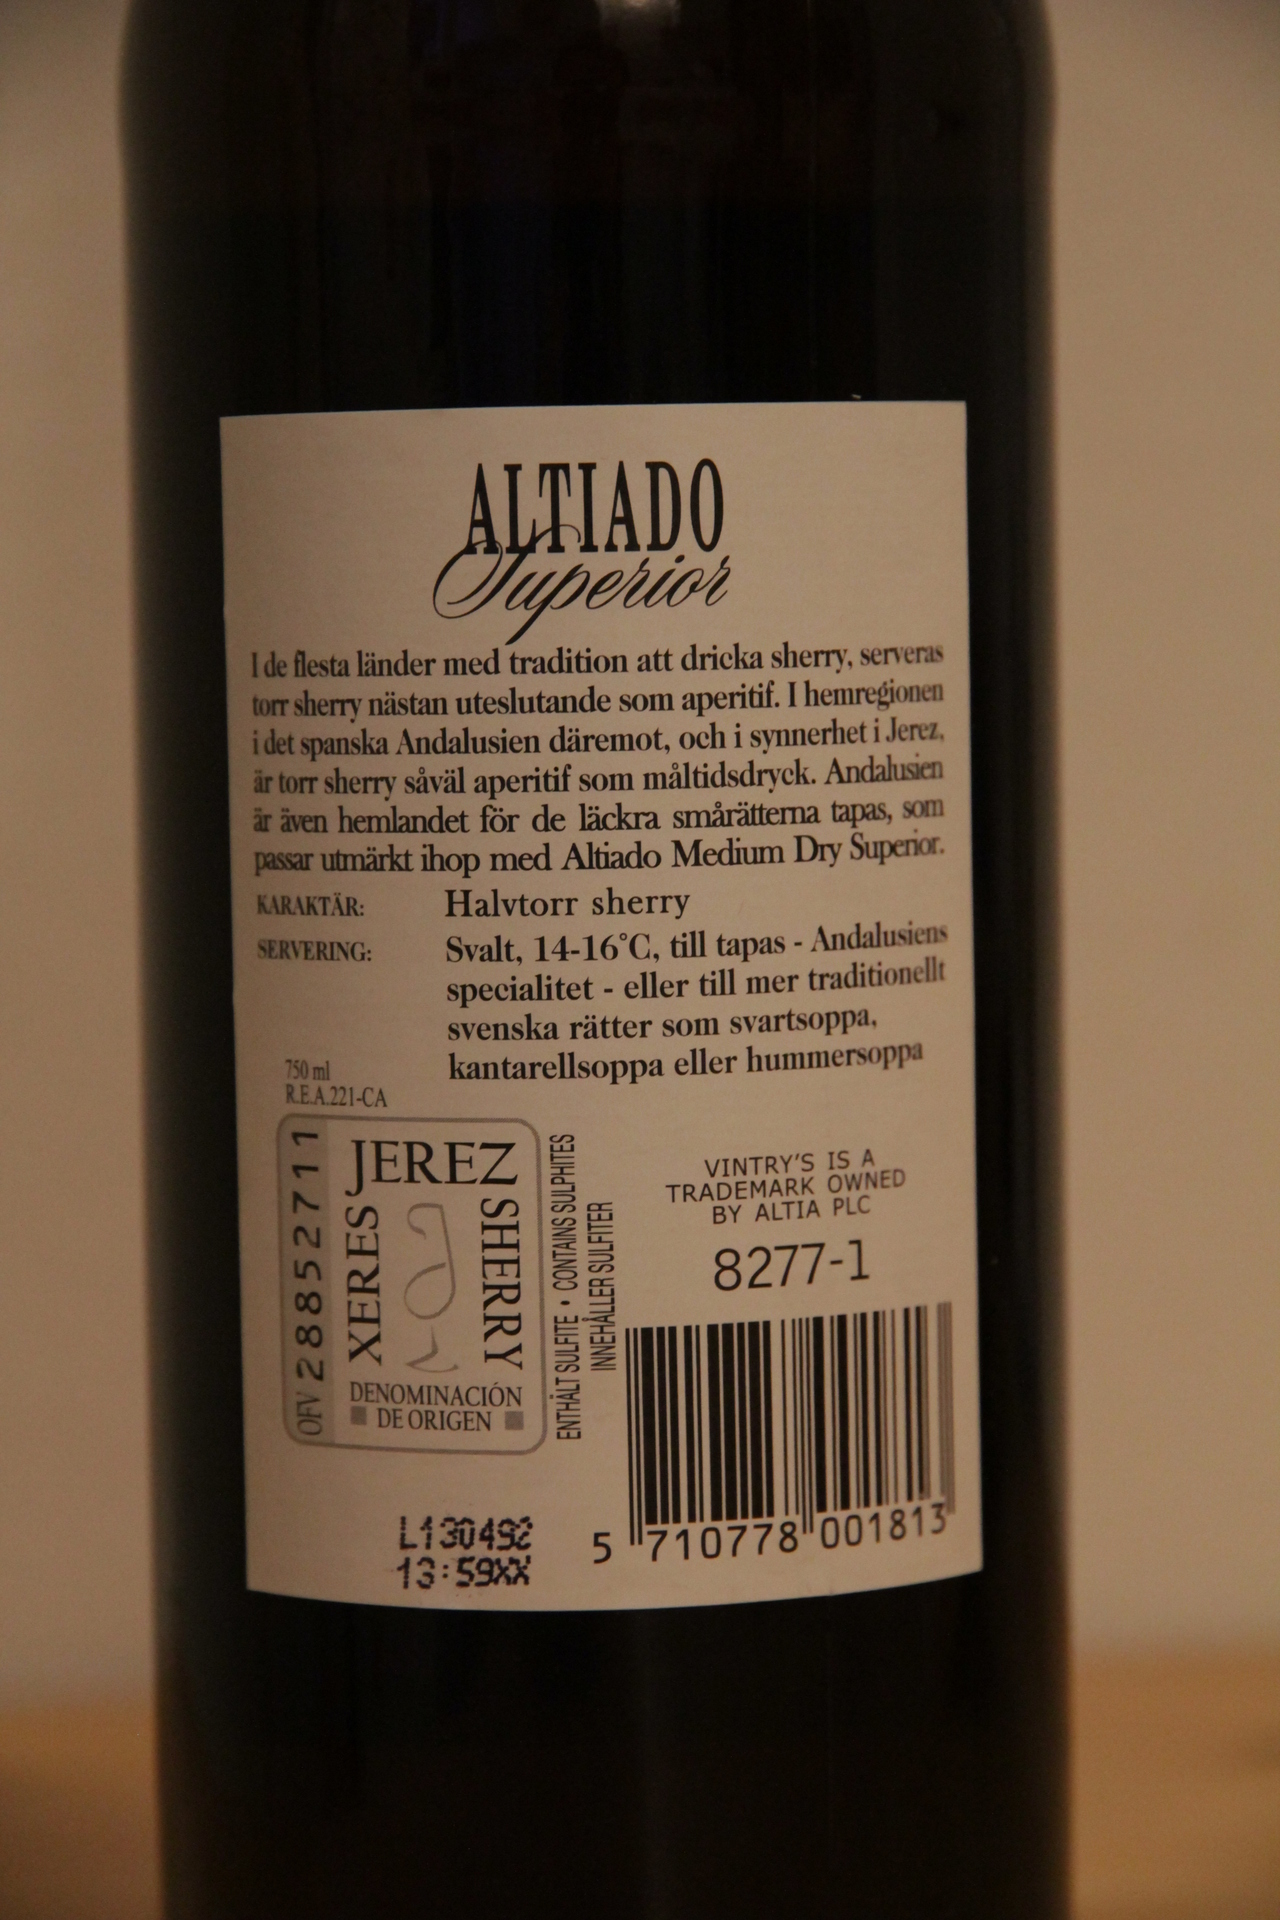 ALTIADO
Superior
I de flesta länder med tradition att dricka sherry, serveras
torr sherry nästan uteslutande som aperitif. I hemregionen
i det spanska Andalusien däremot, och i synnerhet i Jerez,
är torr sherry såväl aperitif som måltidsdryck. Andalusien
är även hemlandet för de läckra smårätterna tapas, som
passar utmärkt ihop med Altiado Medium Dry Superior.
KARAKTÄR: Halvtorr sherry
SERVERING: Svalt, 14-16°C, till tapas - Andalusiens
specialitet - eller till mer traditionellt
svenska rätter som svartsoppa,
kantarellsoppa eller hummersoppa
750 ml
R.E.A.221-CA
OFV 28852711
JEREZ
XERES
SHERRY
DENOMINACIÓN
DE ORIGEN
ENTHÄLT SULFITE • CONTAINS SULPHITES
INNEHÅLLER SULFITER
VINTRY'S IS A
TRADEMARK OWNED
BY ALTIA PLC
8277-1
5 710778 001813
L130492
13:59XX